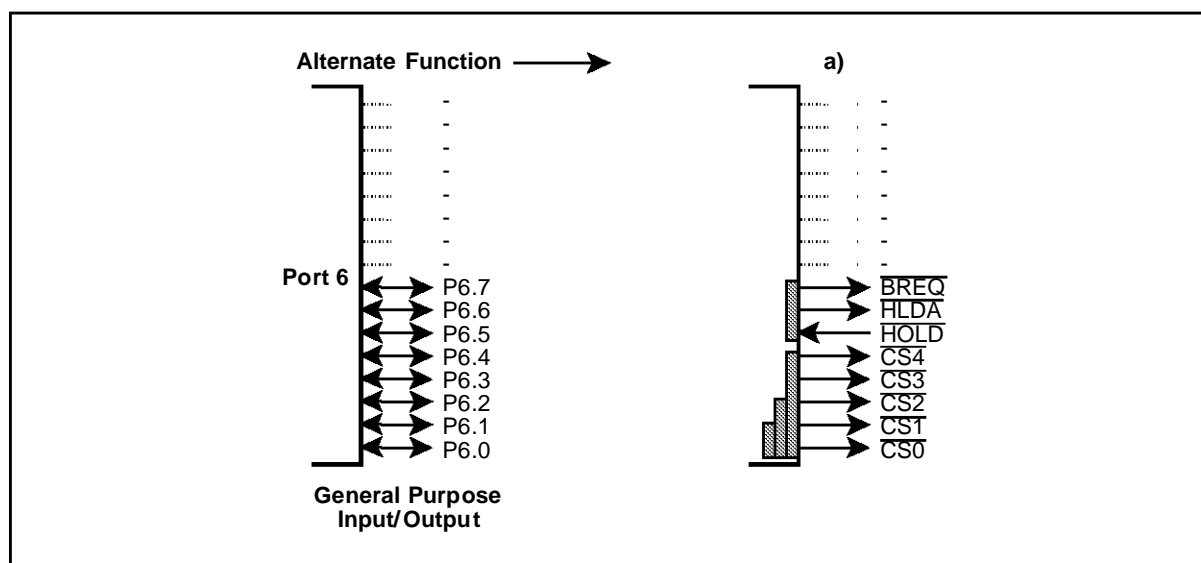 Alternate Function a)
- -
- -
- -
- -
- -
- -
- -
- -
Port 6
P6.7 BREQ
P6.6 HLDA
P6.5 HOLD
P6.4 CS4
P6.3 CS3
P6.2 CS2
P6.1 CS1
P6.0 CS0
General Purpose
Input/Output